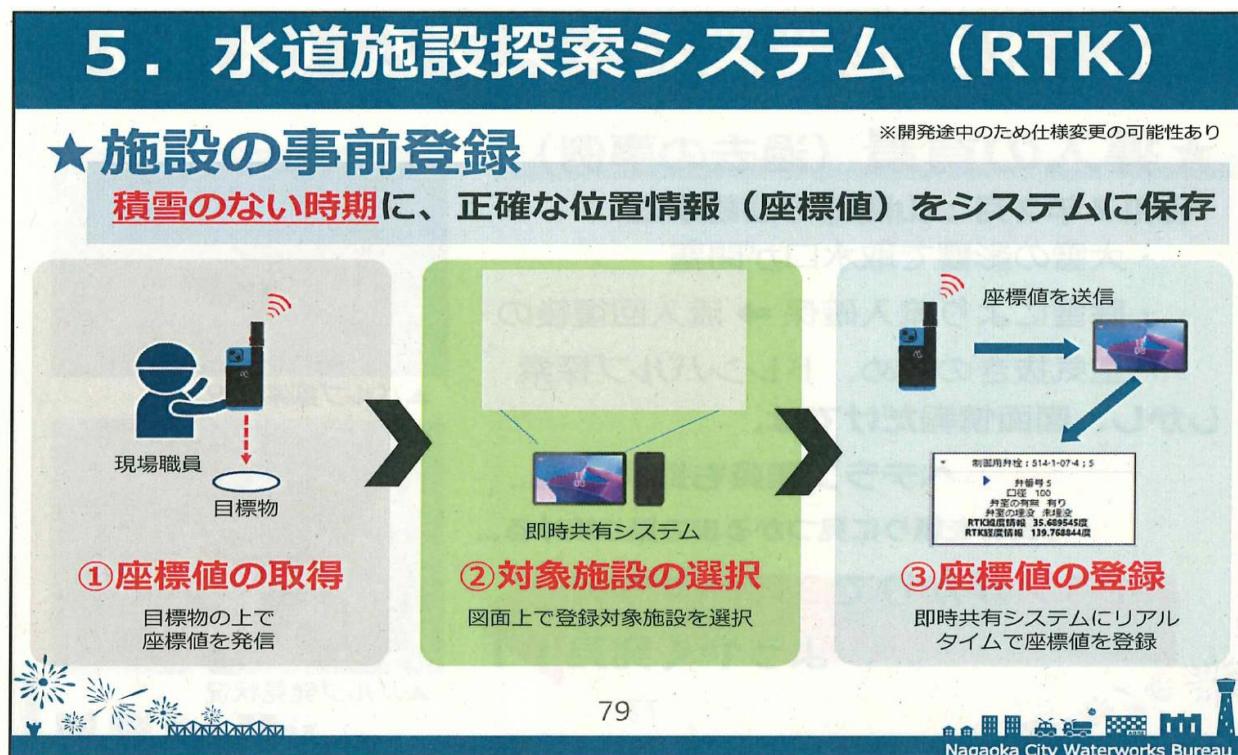 5．水道施設探索システム（RTK）
※開発途中のため仕様変更の可能性あり
★施設の事前登録
積雪のない時期に、正確な位置情報（座標値）をシステムに保存
現場職員
目標物
①座標値の取得
目標物の上で
座標値を発信
即時共有システム
②対象施設の選択
図面上で登録対象施設を選択
座標値を送信
制御用弁栓；514-1-07-4；5
弁番号 5
口径 100
弁室の有無 有り
弁室の埋没 未埋没
RTK緯度情報 35.689545度
RTK経度情報 139.768844度
③座標値の登録
即時共有システムにリアル
タイムで座標値を登録
79
Nagaoka City Waterworks Bureau